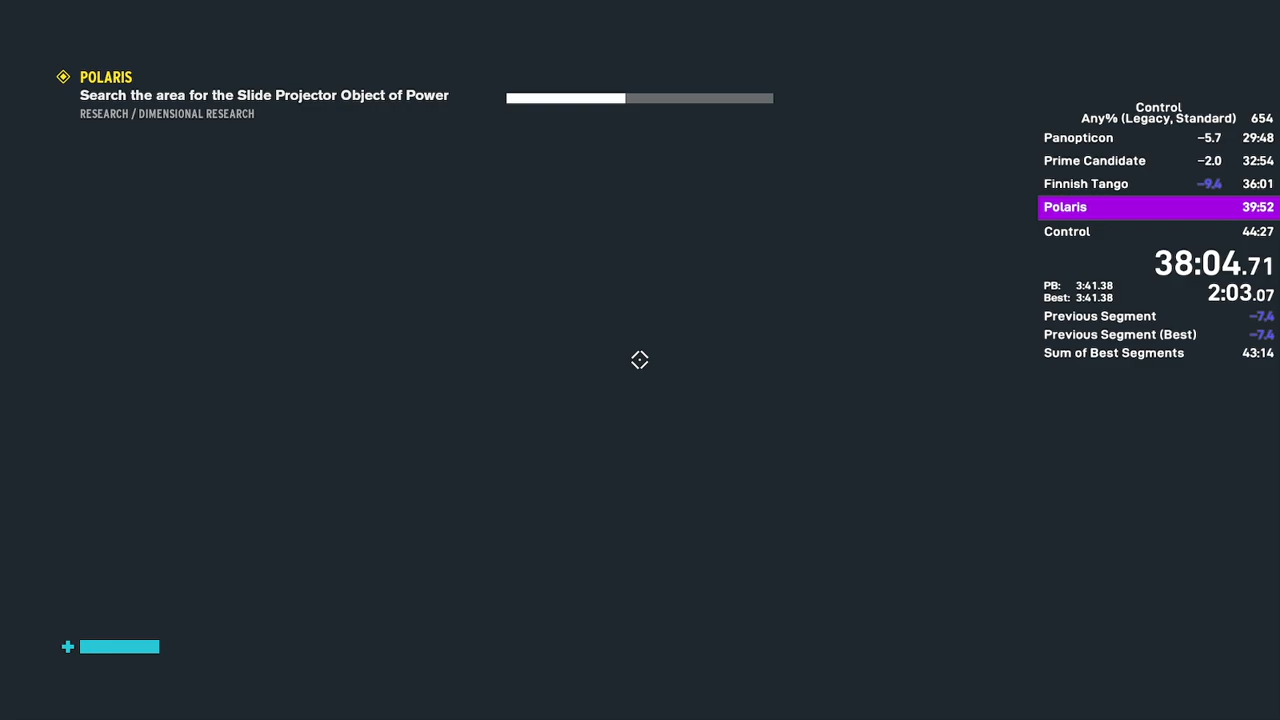 POLARIS
Search the area for the Slide Projector Object of Power
RESEARCH / DIMENSIONAL RESEARCH
Control
Any% (Legacy, Standard) 654
Panopticon −5.7 29:48
Prime Candidate −2.0 32:54
Finnish Tango −9.4 36:01
Polaris 39:52
Control 44:27
38:04.71
PB: 3:41.38
Best: 3:41.38
2:03.07
Previous Segment −7.4
Previous Segment (Best) −7.4
Sum of Best Segments 43:14